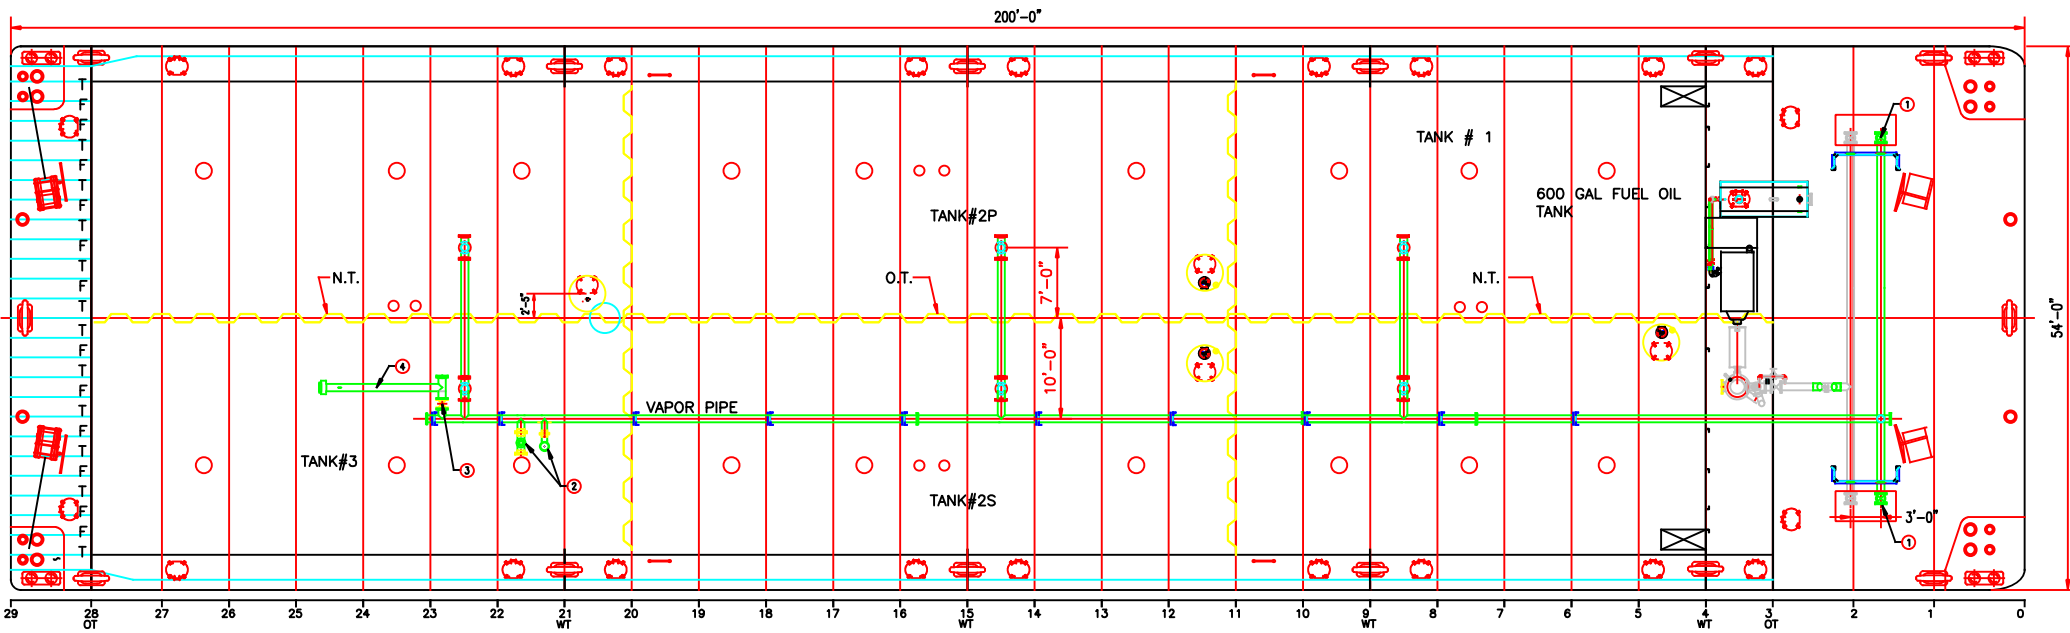 200'-0"
T
F
F
T
F
T
F
T
F
T
F
T
T
F
T
F
T
F
T
F
T
F
F
T
1
TANK # 1
600 GAL FUEL OIL
TANK
TANK#2P
N.T.
O.T.
N.T.
7'-0"
2'-5"
54'-0"
10'-0"
4
VAPOR PIPE
TANK#3
3
2
TANK#2S
3'-0"
1
29 28 27 26 25 24 23 22 21 20 19 18 17 16 15 14 13 12 11 10 9 8 7 6 5 4 3 2 1 0
OT WT WT WT WT OT